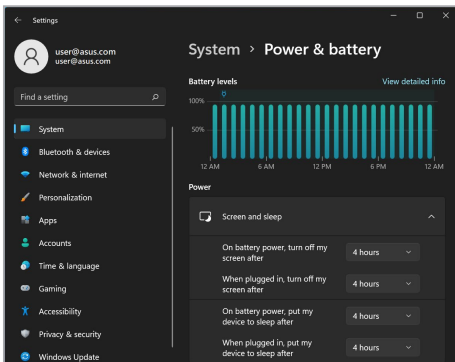 Settings
user@asus.com
user@asus.com
Find a setting
System
Bluetooth & devices
Network & internet
Personalization
Apps
Accounts
Time & language
Gaming
Accessibility
Privacy & security
Windows Update
System > Power & battery
Battery levels View detailed info
100%
50%
12 AM 6 AM 12 PM 6 PM 12 AM
Power
Screen and sleep
On battery power, turn off my
screen after
4 hours
When plugged in, turn off my
screen after
4 hours
On battery power, put my
device to sleep after
4 hours
When plugged in, put my
device to sleep after
4 hours